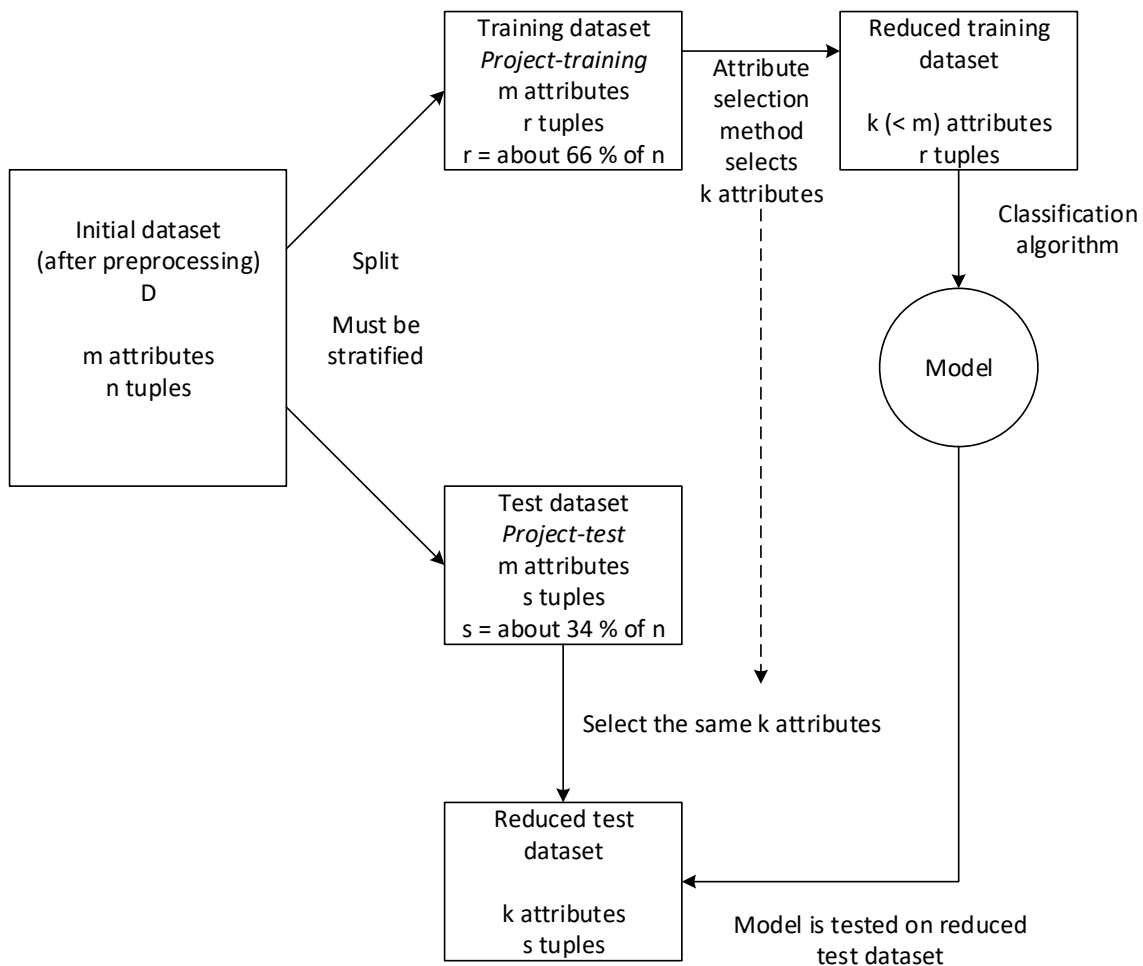 Initial dataset
(after preprocessing)
D
m attributes
n tuples
Split
Must be
stratified
Training dataset
Project-training
m attributes
r tuples
r = about 66 % of n
Attribute
selection
method
selects
k attributes
Reduced training
dataset
k (< m) attributes
r tuples
Classification
algorithm
Model
Test dataset
Project-test
m attributes
s tuples
s = about 34 % of n
Select the same k attributes
Reduced test
dataset
k attributes
s tuples
Model is tested on reduced
test dataset